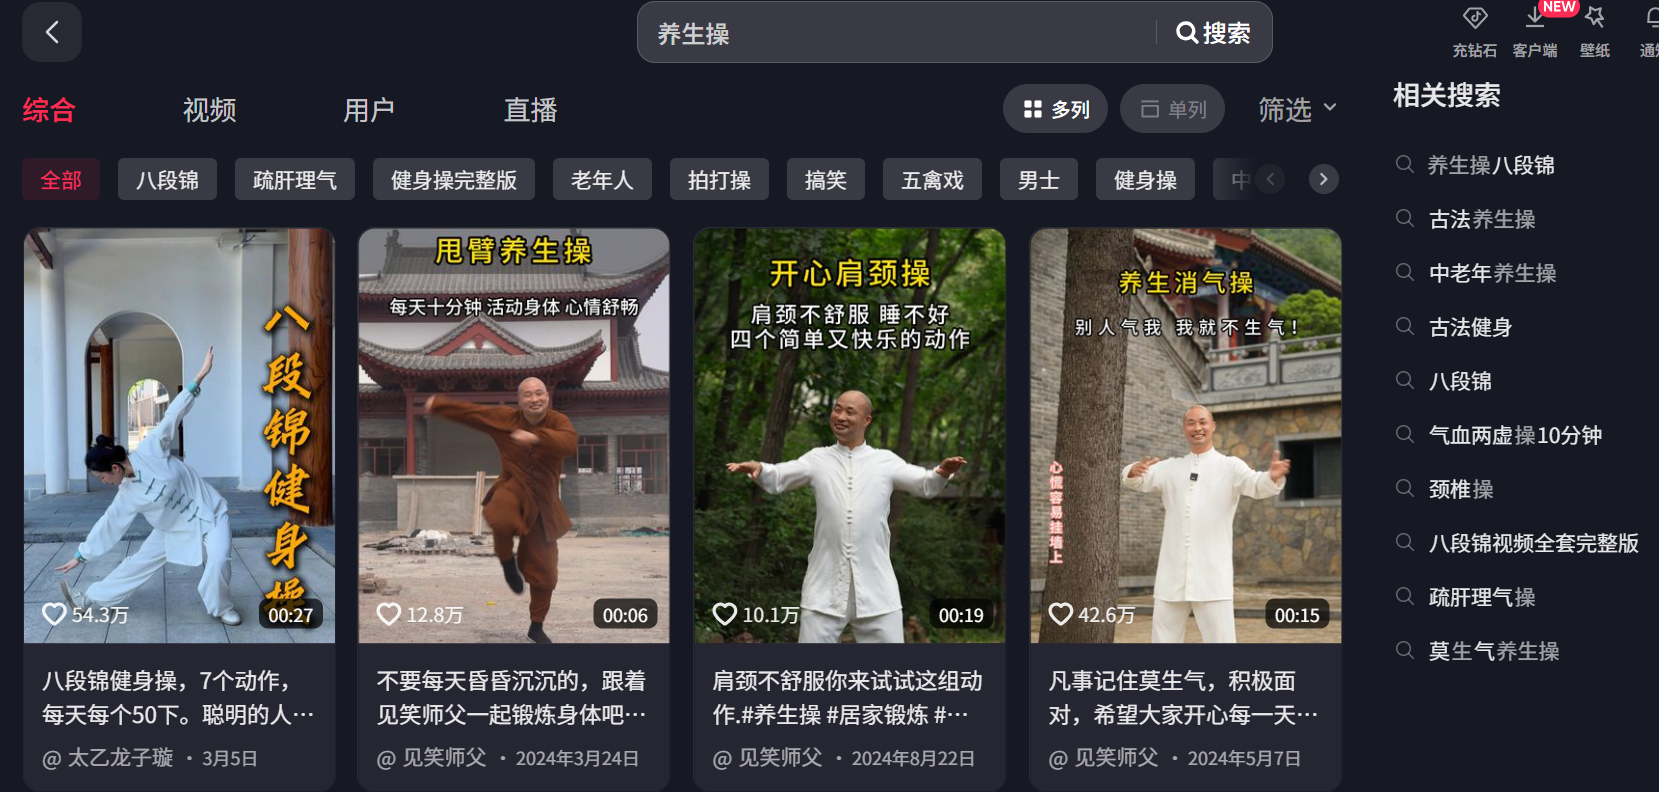 养生操
搜索
充钻石
NEW
客户端
壁纸
综合
视频
用户
直播
多列
单列
筛选
相关搜索
全部
八段锦
疏肝理气
健身操完整版
老年人
拍打操
搞笑
五禽戏
男士
健身操
中
八段锦健身操
54.3万
00:27
八段锦健身操，7个动作，
每天每个50下。聪明的人…
@ 太乙龙子璇 · 3月5日
甩臂养生操
每天十分钟 活动身体 心情舒畅
12.8万
00:06
不要每天昏昏沉沉的，跟着
见笑师父一起锻炼身体吧…
@ 见笑师父 · 2024年3月24日
开心肩颈操
肩颈不舒服 睡不好
四个简单又快乐的动作
10.1万
00:19
肩颈不舒服你来试试这组动
作.#养生操 #居家锻炼 #…
@ 见笑师父 · 2024年8月22日
养生消气操
别人气我 我就不生气！
心慌容易挂墙上
42.6万
00:15
凡事记住莫生气，积极面
对，希望大家开心每一天…
@ 见笑师父 · 2024年5月7日
养生操八段锦
古法养生操
中老年养生操
古法健身
八段锦
气血两虚操10分钟
颈椎操
八段锦视频全套完整版
疏肝理气操
莫生气养生操